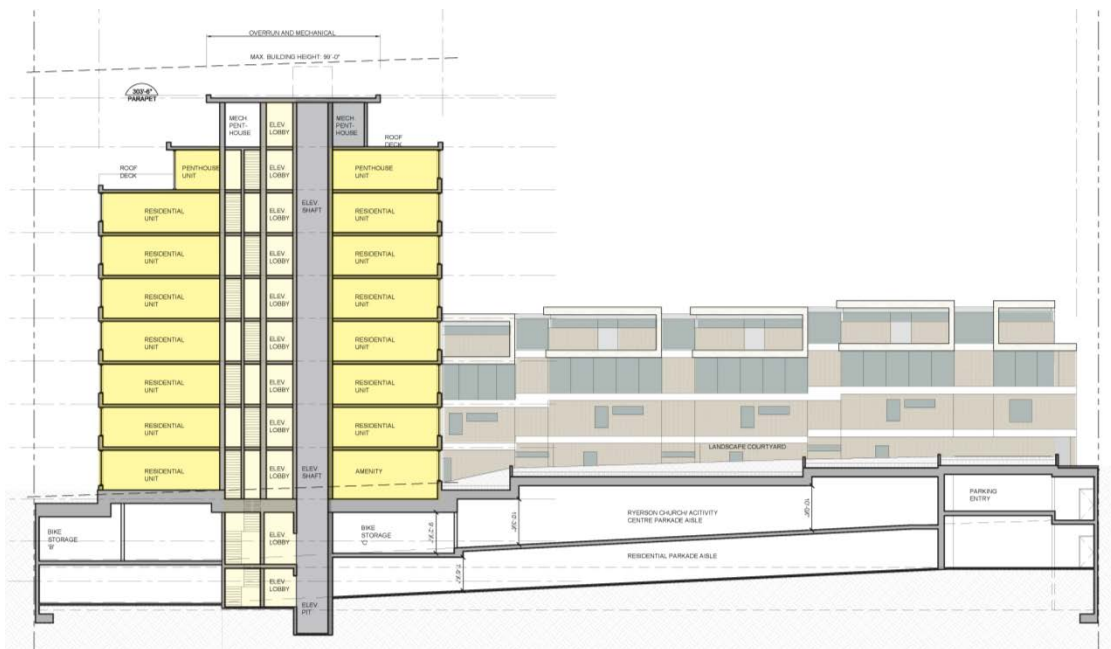 OVERRUN AND MECHANICAL
MAX. BUILDING HEIGHT: 99'-0"
303'-6"
PARAPET
MECH
PENT-
HOUSE
ELEV
LOBBY
MECH
PENT-
HOUSE
ROOF
DECK
ROOF
DECK
PENTHOUSE
UNIT
ELEV
LOBBY
PENTHOUSE
UNIT
RESIDENTIAL
UNIT
ELEV
LOBBY
ELEV
SHAFT
RESIDENTIAL
UNIT
RESIDENTIAL
UNIT
ELEV
LOBBY
RESIDENTIAL
UNIT
RESIDENTIAL
UNIT
ELEV
LOBBY
RESIDENTIAL
UNIT
RESIDENTIAL
UNIT
ELEV
LOBBY
RESIDENTIAL
UNIT
RESIDENTIAL
UNIT
ELEV
LOBBY
RESIDENTIAL
UNIT
RESIDENTIAL
UNIT
ELEV
LOBBY
RESIDENTIAL
UNIT
LANDSCAPE COURTYARD
RESIDENTIAL
UNIT
ELEV
LOBBY
ELEV
SHAFT
AMENITY
PARKING
ENTRY
BIKE
STORAGE
'B'
ELEV
LOBBY
BIKE
STORAGE
RYERSON CHURCH/ ACITIVITY
CENTRE PARKADE AISLE
RESIDENTIAL PARKADE AISLE
ELEV
LOBBY
ELEV
PIT